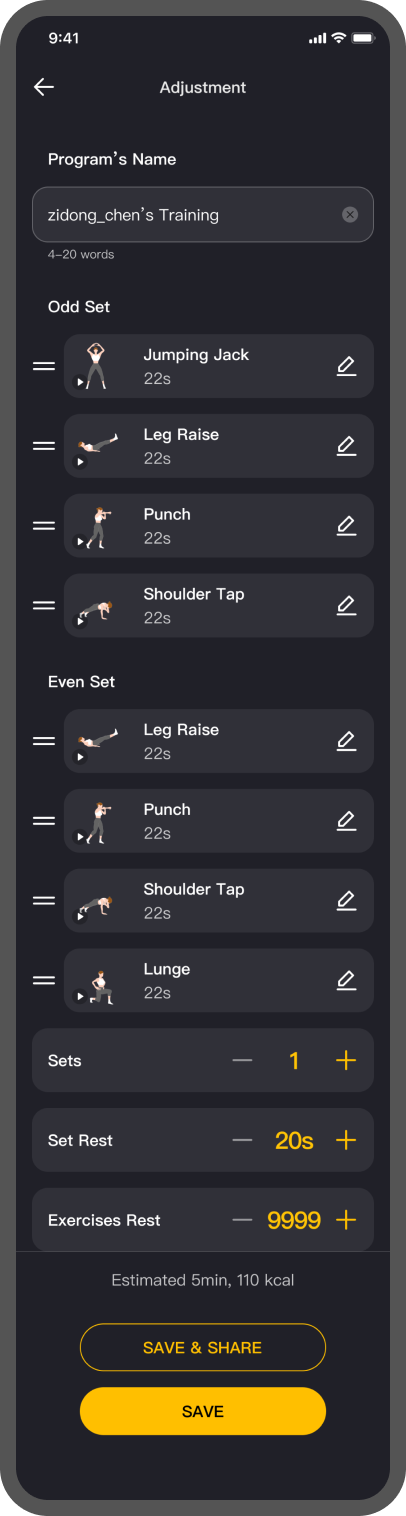 9:41
Adjustment
Program’s Name
zidong_chen’s Training
4–20 words
Odd Set
Jumping Jack
22s
Leg Raise
22s
Punch
22s
Shoulder Tap
22s
Even Set
Leg Raise
22s
Punch
22s
Shoulder Tap
22s
Lunge
22s
Sets
1
Set Rest
20s
Exercises Rest
9999
Estimated 5min, 110 kcal
SAVE & SHARE
SAVE